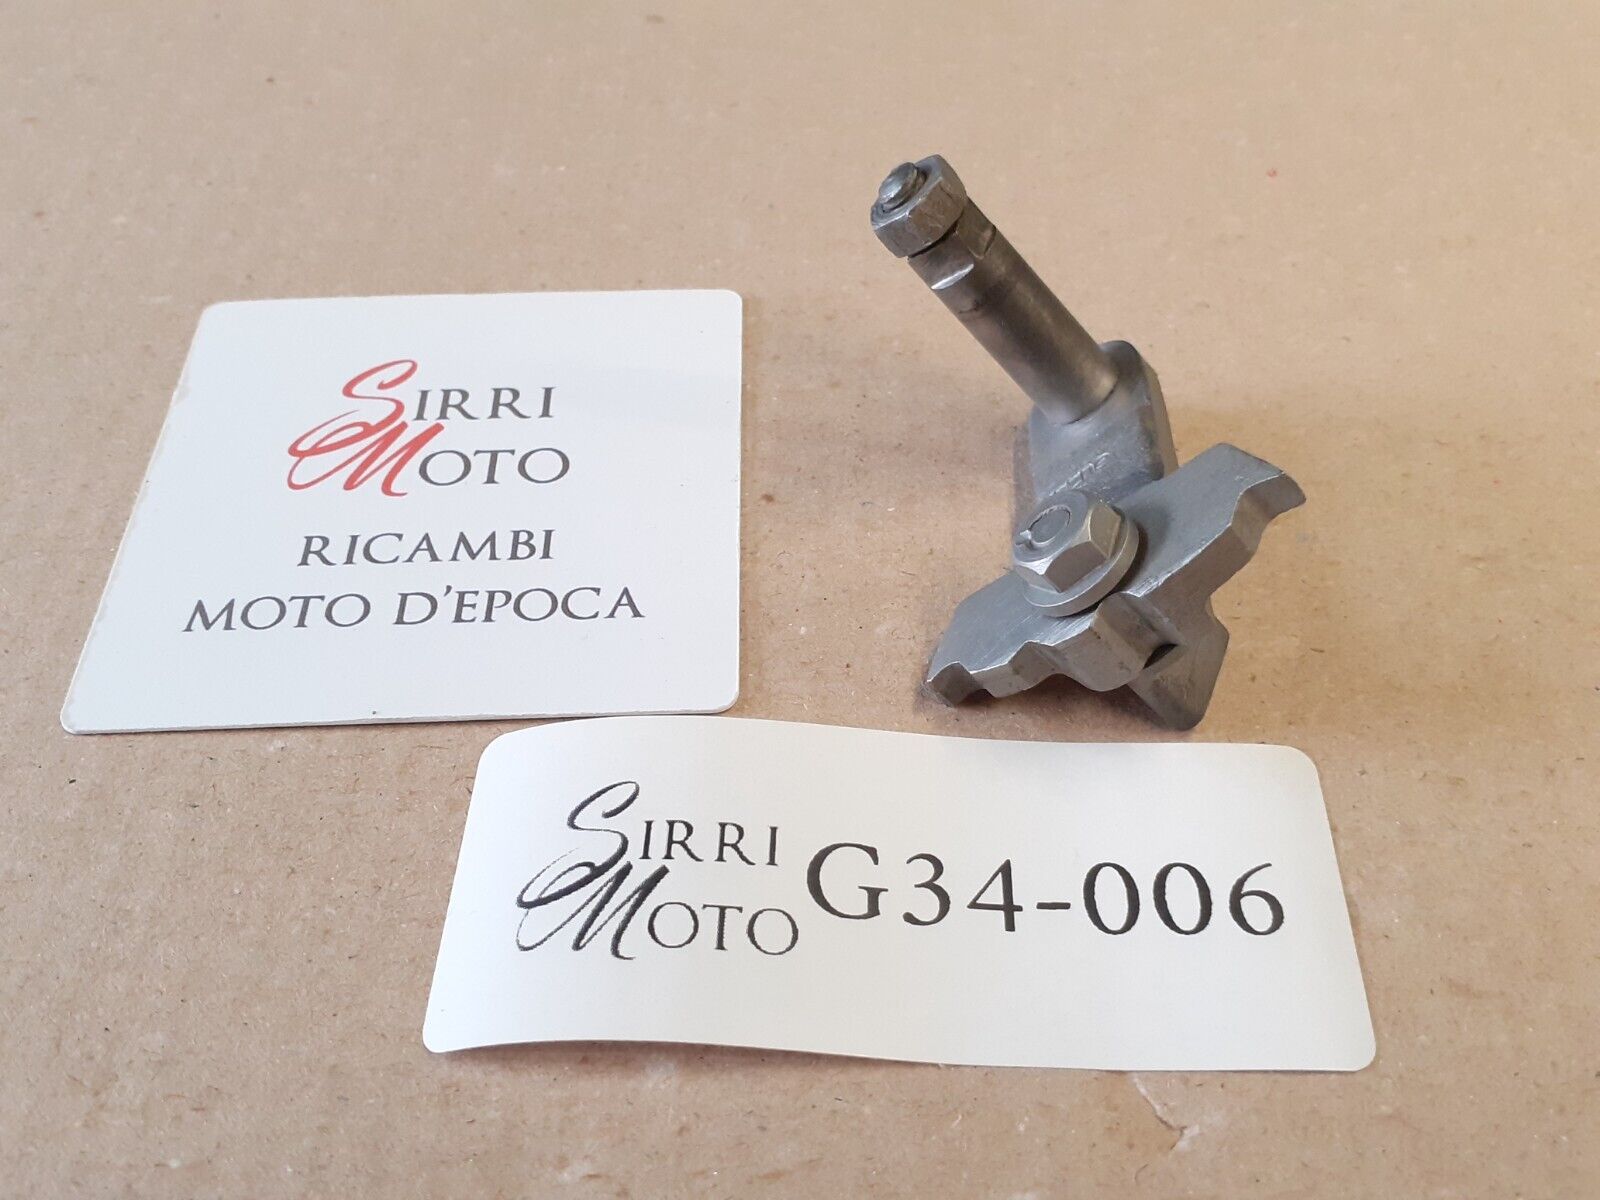 SIRRI
MOTO
RICAMBI
MOTO D'EPOCA
SIRRI
MOTO
G34-006